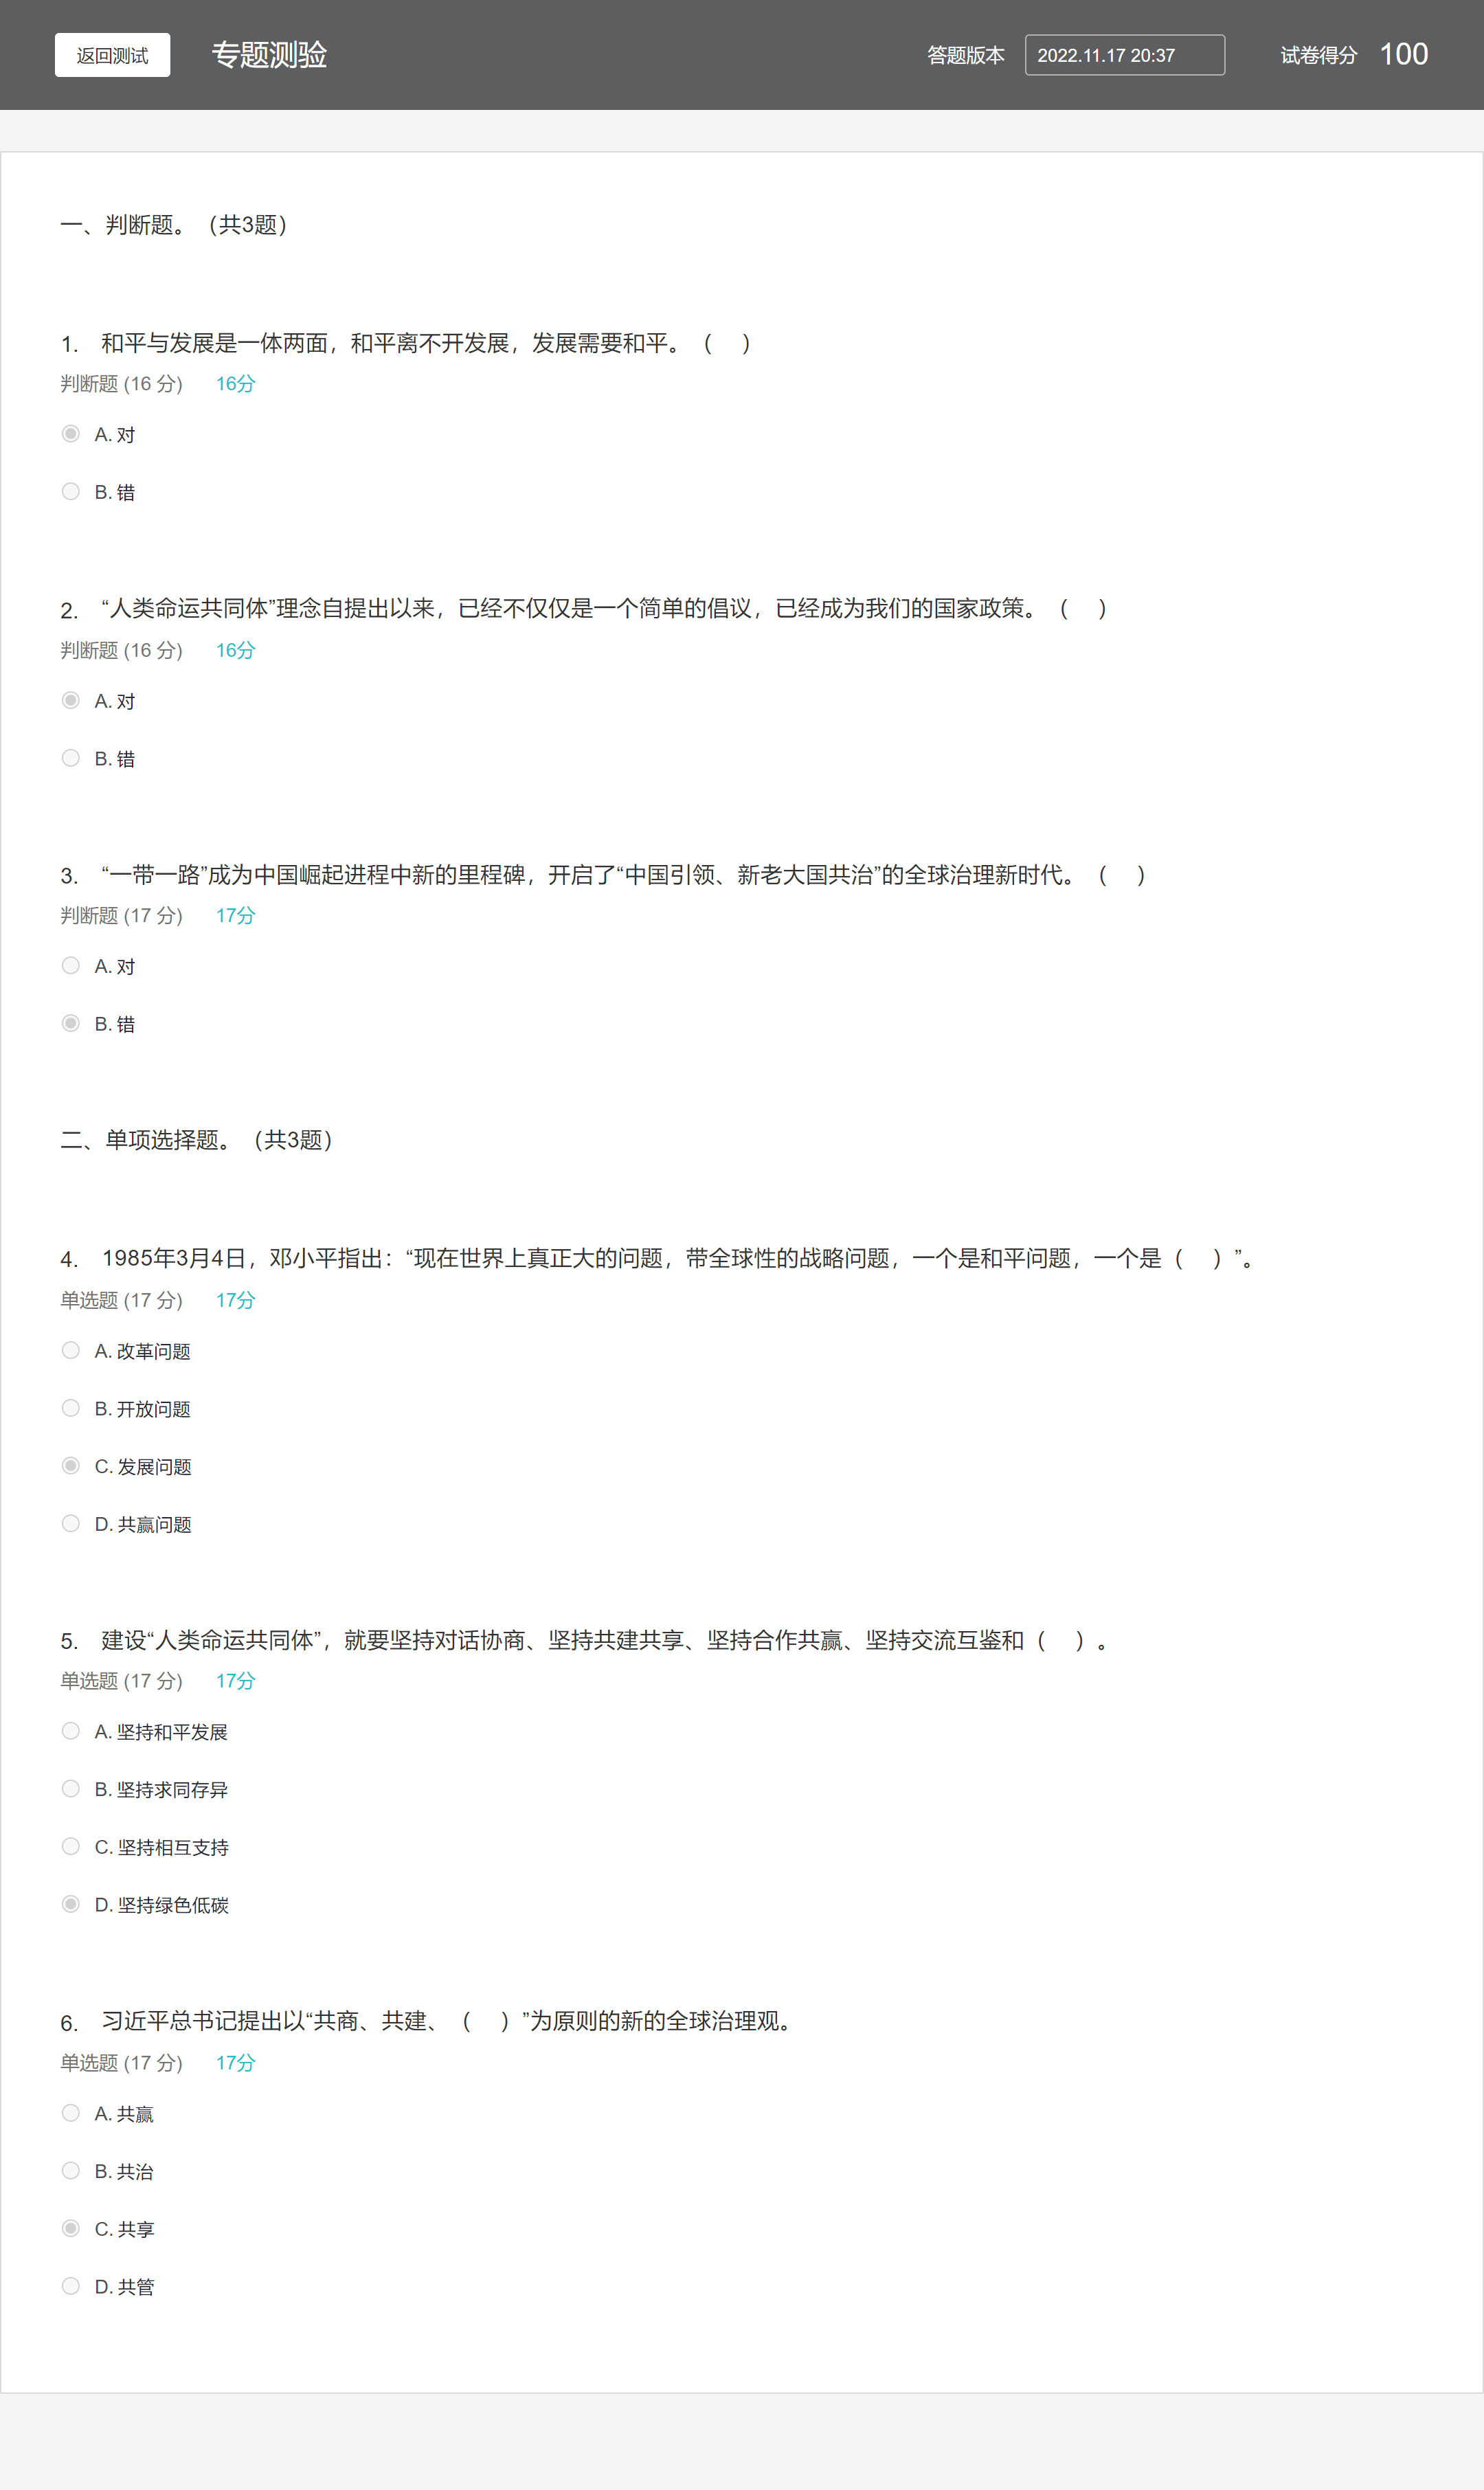 返回测试 专题测验 答题版本 2022.11.17 20:37 试卷得分 100
一、判断题。（共3题）
1. 和平与发展是一体两面，和平离不开发展，发展需要和平。（ ）
判断题 (16 分) 16分
A. 对
B. 错
2. “人类命运共同体”理念自提出以来，已经不仅仅是一个简单的倡议，已经成为我们的国家政策。（ ）
判断题 (16 分) 16分
A. 对
B. 错
3. “一带一路”成为中国崛起进程中新的里程碑，开启了“中国引领、新老大国共治”的全球治理新时代。（ ）
判断题 (17 分) 17分
A. 对
B. 错
二、单项选择题。（共3题）
4. 1985年3月4日，邓小平指出：“现在世界上真正大的问题，带全球性的战略问题，一个是和平问题，一个是（ ）”。
单选题 (17 分) 17分
A. 改革问题
B. 开放问题
C. 发展问题
D. 共赢问题
5. 建设“人类命运共同体”，就要坚持对话协商、坚持共建共享、坚持合作共赢、坚持交流互鉴和（ ）。
单选题 (17 分) 17分
A. 坚持和平发展
B. 坚持求同存异
C. 坚持相互支持
D. 坚持绿色低碳
6. 习近平总书记提出以“共商、共建、（ ）”为原则的新的全球治理观。
单选题 (17 分) 17分
A. 共赢
B. 共治
C. 共享
D. 共管